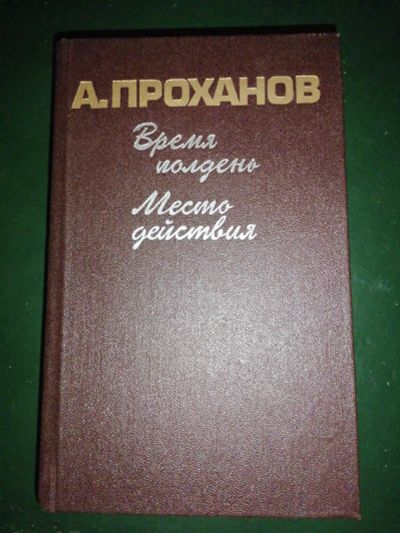 А.ПРОХАНОВ
Время
полдень
Место
действия